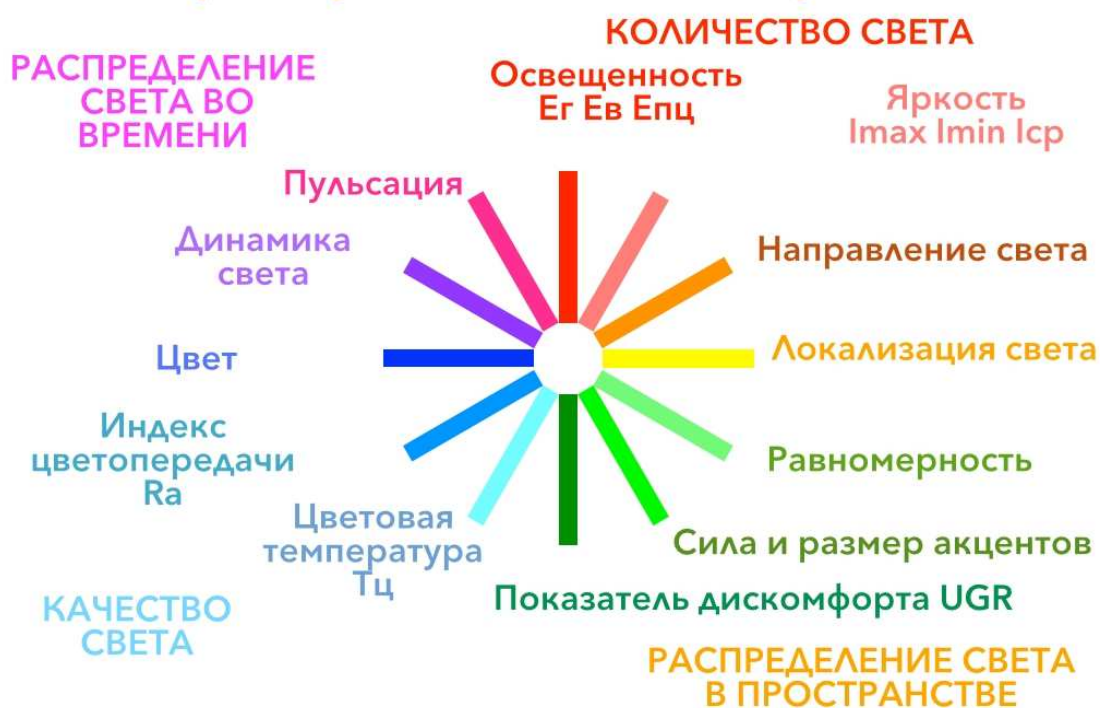 КОЛИЧЕСТВО СВЕТА
Освещенность
Ег Ев Епц
Яркость
Imax Imin Iср
РАСПРЕДЕЛЕНИЕ
СВЕТА ВО
ВРЕМЕНИ
Пульсация
Динамика
света
Направление света
Цвет
Локализация света
Индекс
цветопередачи
Ra
Равномерность
Цветовая
температура
Тц
Сила и размер акцентов
Показатель дискомфорта UGR
КАЧЕСТВО
СВЕТА
РАСПРЕДЕЛЕНИЕ СВЕТА
В ПРОСТРАНСТВЕ